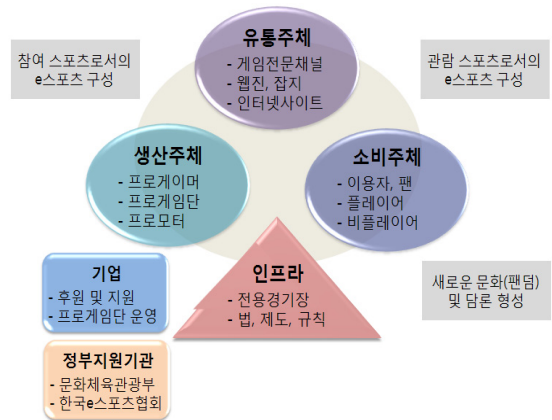 유통주체
- 게임전문채널
- 웹진, 잡지
- 인터넷사이트
참여 스포츠로서의
e스포츠 구성
관람 스포츠로서의
e스포츠 구성
생산주체
- 프로게이머
- 프로게임단
- 프로모터
소비주체
- 이용자, 팬
- 플레이어
- 비플레이어
인프라
- 전용경기장
- 법, 제도, 규칙
기업
- 후원 및 지원
- 프로게임단 운영
새로운 문화(팬덤)
및 담론 형성
정부지원기관
- 문화체육관광부
- 한국e스포츠협회